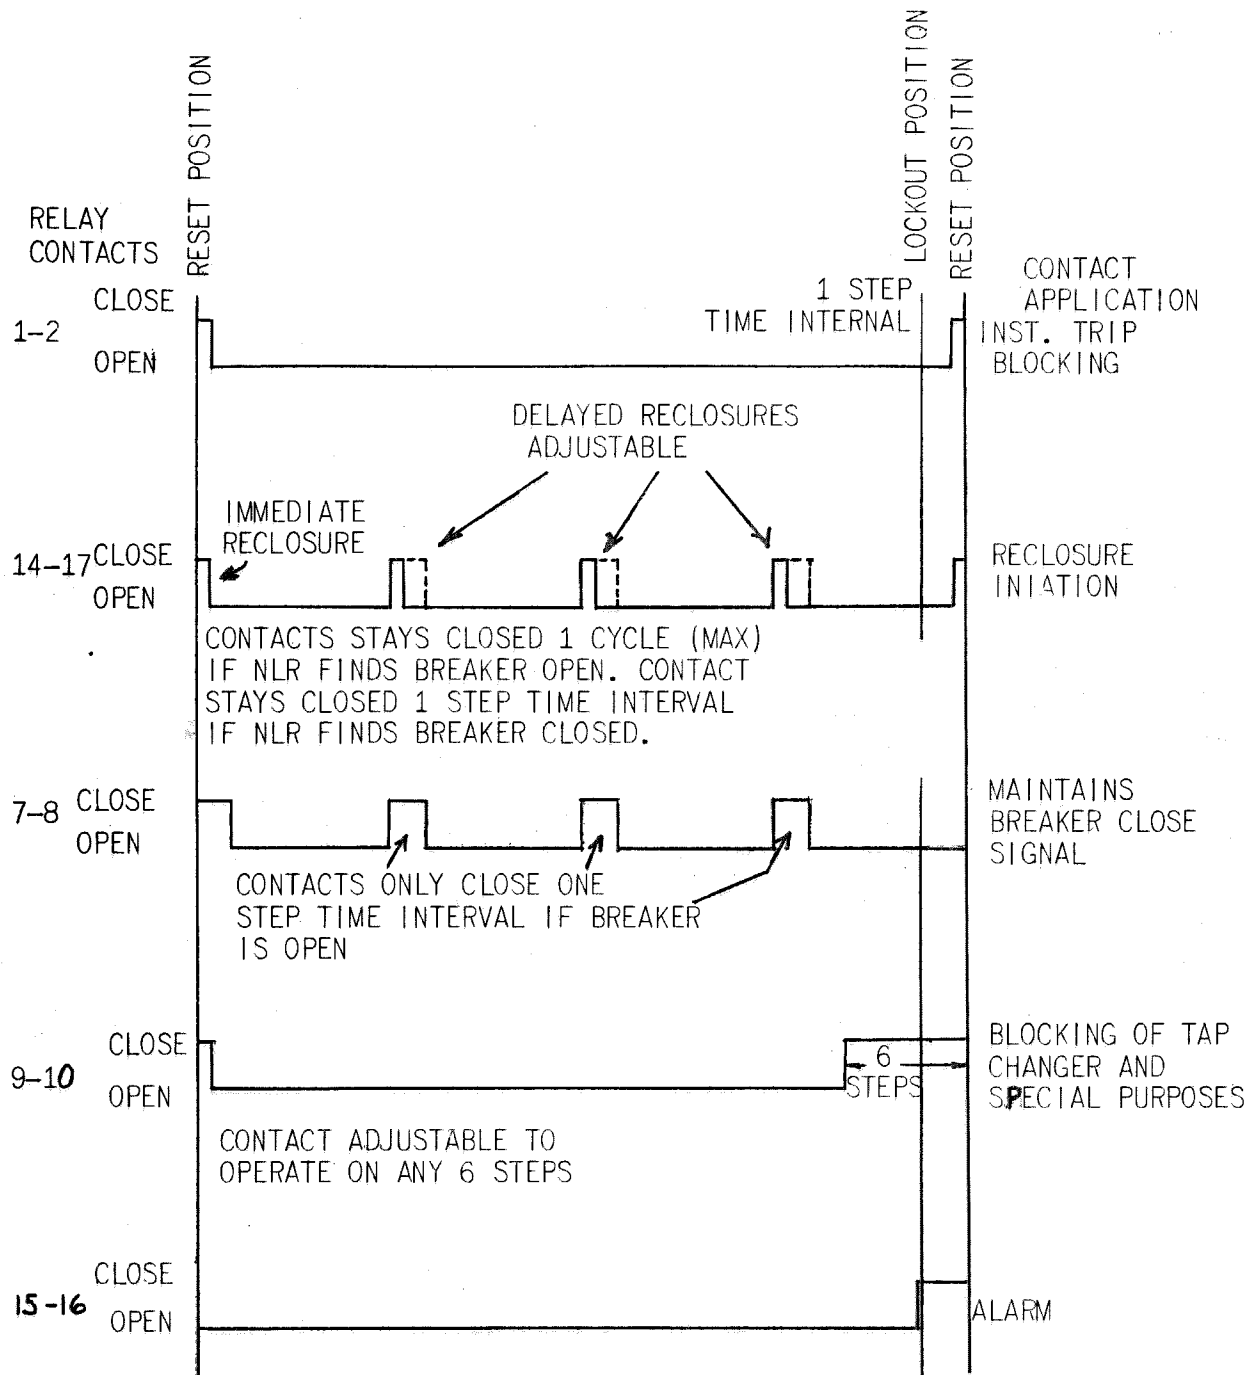 RESET POSITION
LOCKOUT POSITION
RESET POSITION
RELAY
CONTACTS
CONTACT
APPLICATION
1 STEP
TIME INTERNAL
CLOSE
1-2
OPEN
INST. TRIP
BLOCKING
DELAYED RECLOSURES
ADJUSTABLE
IMMEDIATE
RECLOSURE
14-17
CLOSE
OPEN
RECLOSURE
INIATION
CONTACTS STAYS CLOSED 1 CYCLE (MAX)
IF NLR FINDS BREAKER OPEN. CONTACT
STAYS CLOSED 1 STEP TIME INTERVAL
IF NLR FINDS BREAKER CLOSED.
7-8
CLOSE
OPEN
MAINTAINS
BREAKER CLOSE
SIGNAL
CONTACTS ONLY CLOSE ONE
STEP TIME INTERVAL IF BREAKER
IS OPEN
CLOSE
9-10
OPEN
6
STEPS
BLOCKING OF TAP
CHANGER AND
SPECIAL PURPOSES
CONTACT ADJUSTABLE TO
OPERATE ON ANY 6 STEPS
CLOSE
15-16
OPEN
ALARM